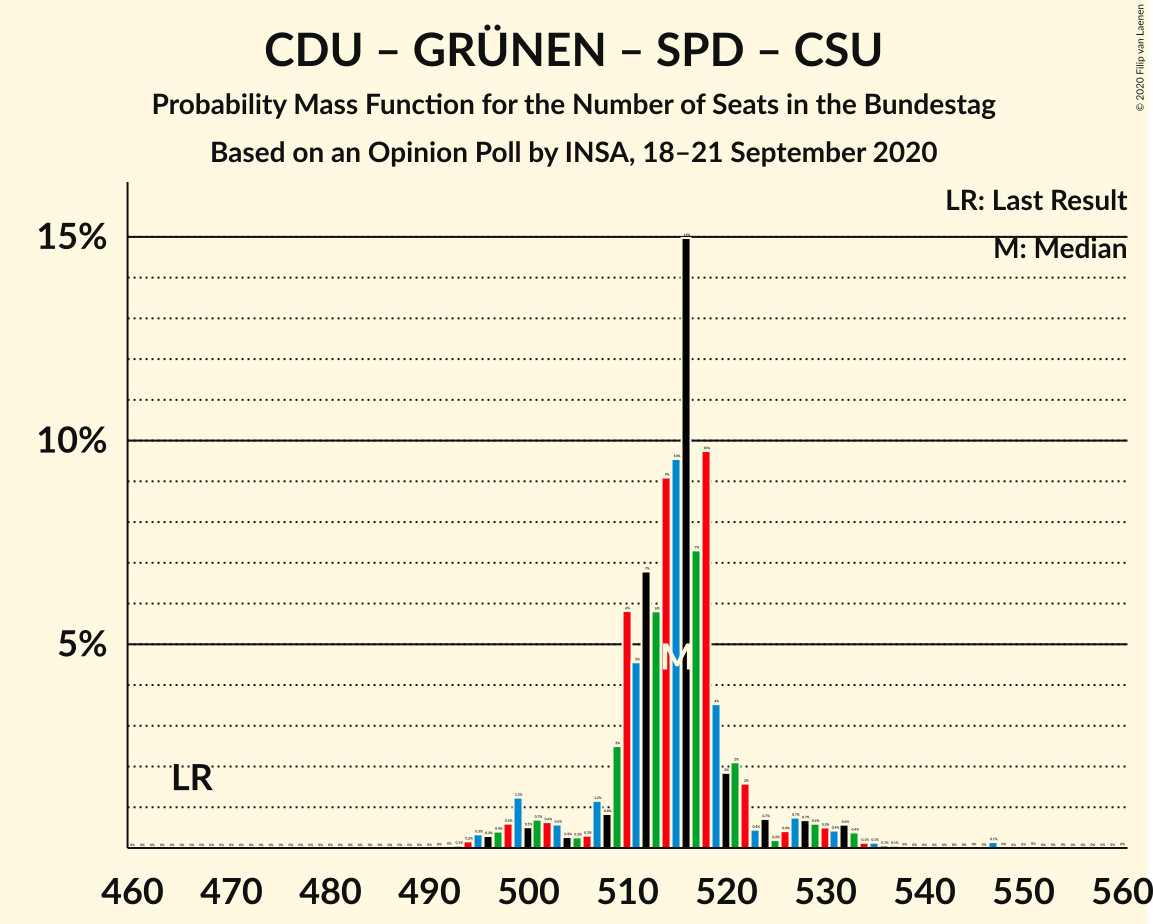 CDU – GRÜNEN – SPD – CSU
Probability Mass Function for the Number of Seats in the Bundestag
Based on an Opinion Poll by INSA, 18–21 September 2020
© 2020 Filip van Laenen
LR: Last Result
M: Median
15%
10%
5%
LR
M
460 470 480 490 500 510 520 530 540 550 560